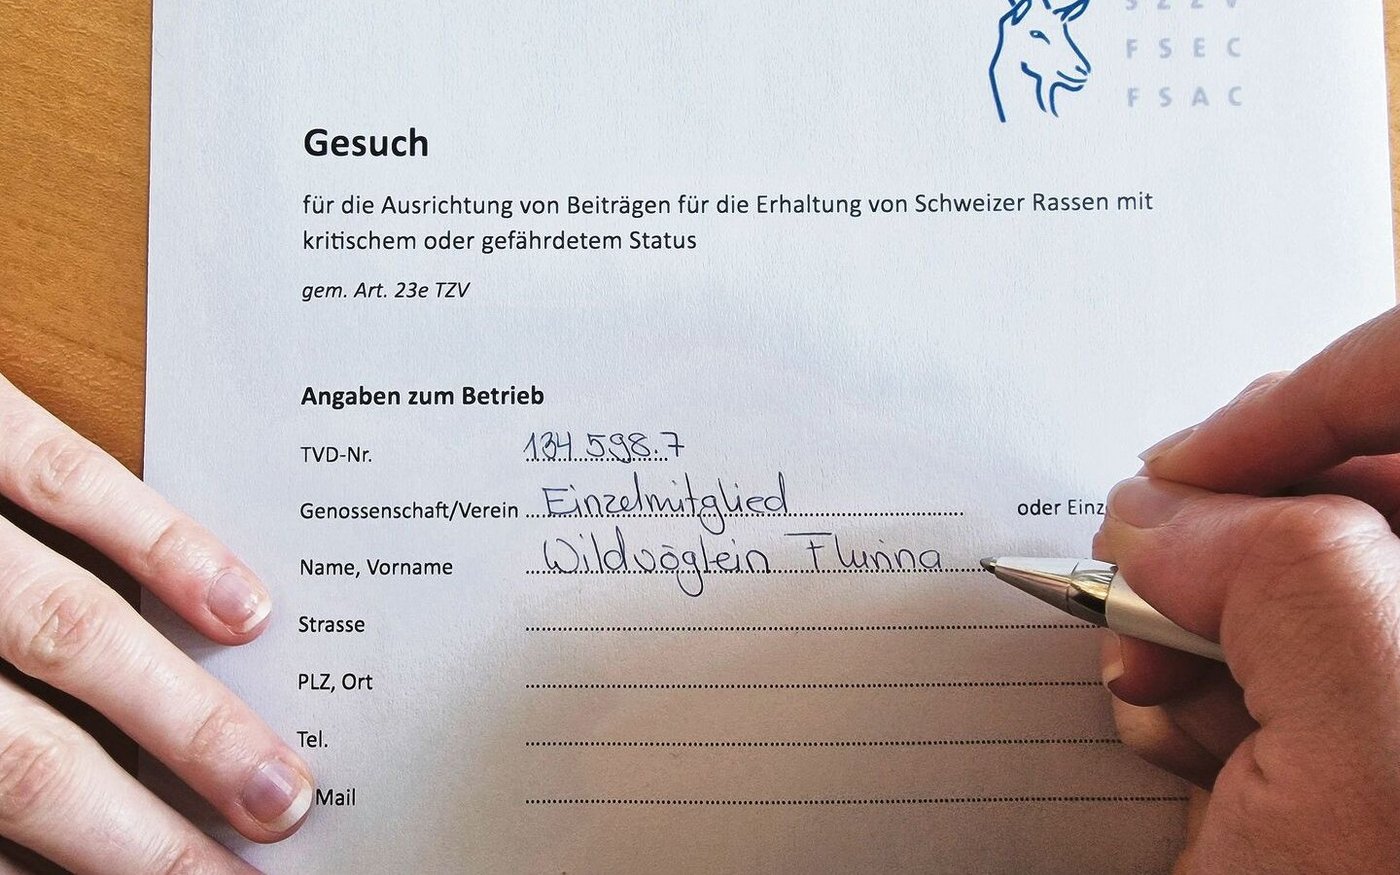 FSEC
FSAC
Gesuch
für die Ausrichtung von Beiträgen für die Erhaltung von Schweizer Rassen mit
kritischem oder gefährdetem Status
gem. Art. 23e TZV
Angaben zum Betrieb
TVD-Nr. 134.598.7
Genossenschaft/Verein Einzelmitglied oder Einz
Name, Vorname Wildvöglein Flurina
Strasse
PLZ, Ort
Tel.
Mail